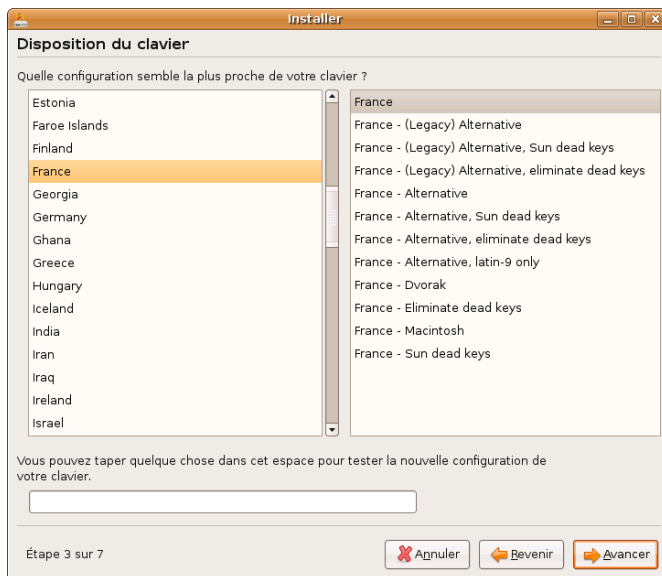 Installer
Disposition du clavier
Quelle configuration semble la plus proche de votre clavier ?
Estonia
Faroe Islands
Finland
France
Georgia
Germany
Ghana
Greece
Hungary
Iceland
India
Iran
Iraq
Ireland
Israel
France
France - (Legacy) Alternative
France - (Legacy) Alternative, Sun dead keys
France - (Legacy) Alternative, eliminate dead keys
France - Alternative
France - Alternative, Sun dead keys
France - Alternative, eliminate dead keys
France - Alternative, latin-9 only
France - Dvorak
France - Eliminate dead keys
France - Macintosh
France - Sun dead keys
Vous pouvez taper quelque chose dans cet espace pour tester la nouvelle configuration de
votre clavier.
Étape 3 sur 7
Annuler
Revenir
Avancer